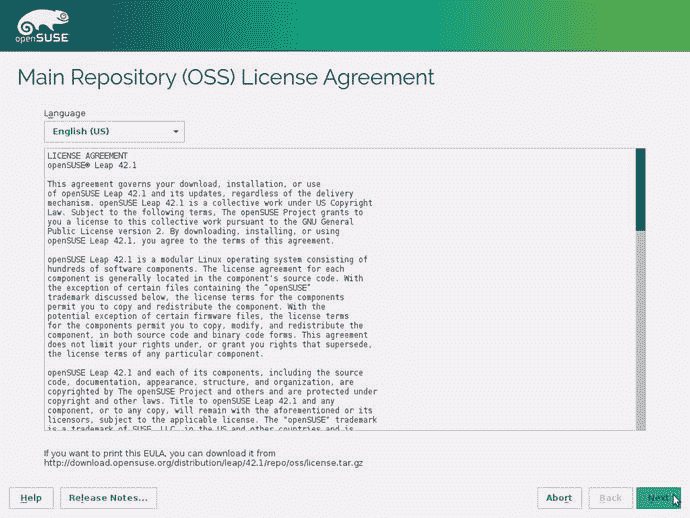 openSUSE
Main Repository (OSS) License Agreement
Language
English (US)
LICENSE AGREEMENT
openSUSE® Leap 42.1
This agreement governs your download, installation, or use
of openSUSE Leap 42.1 and its updates, regardless of the delivery
mechanism. openSUSE Leap 42.1 is a collective work under US Copyright
Law. Subject to the following terms, The openSUSE Project grants to
you a license to this collective work pursuant to the GNU General
Public License version 2. By downloading, installing, or using
openSUSE Leap 42.1, you agree to the terms of this agreement.
openSUSE Leap 42.1 is a modular Linux operating system consisting of
hundreds of software components. The license agreement for each
component is generally located in the component's source code. With
the exception of certain files containing the "openSUSE"
trademark discussed below, the license terms for the components
permit you to copy and redistribute the component. With the
potential exception of certain firmware files, the license terms
for the components permit you to copy, modify, and redistribute the
component, in both source code and binary code forms. This agreement
does not limit your rights under, or grant you rights that supersede,
the license terms of any particular component.
openSUSE Leap 42.1 and each of its components, including the source
code, documentation, appearance, structure, and organization, are
copyrighted by The openSUSE Project and others and are protected under
copyright and other laws. Title to openSUSE Leap 42.1 and any
component, or to any copy, will remain with the aforementioned or its
licensors, subject to the applicable license. The "openSUSE" trademark
is a trademark of SUSE, LLC, in the US and other countries and is
If you want to print this EULA, you can download it from
http://download.opensuse.org/distribution/leap/42.1/repo/oss/license.tar.gz
Help
Release Notes...
Abort
Back
Next